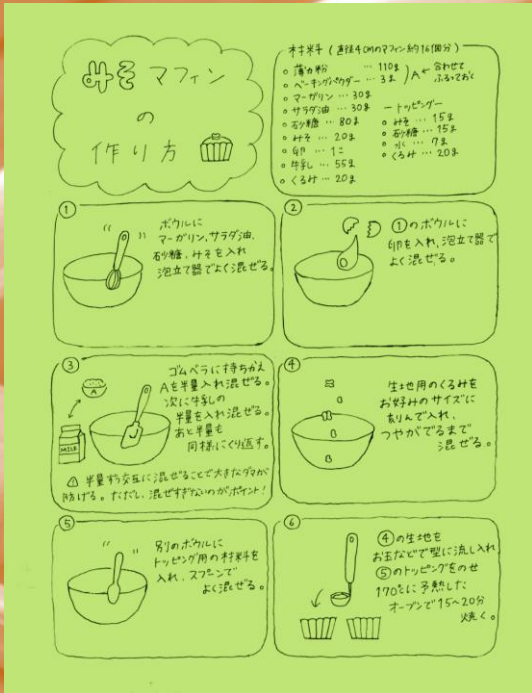 みそ マフィン
の
作り方
材料 (直径4cmのマフィン約16個分)
○ 薄力粉 … 110g
○ ベーキングパウダー … 3g
)A← 合わせて
ふるっておく
○ マーガリン … 30g
○ サラダ油 … 30g
○ 砂糖 … 80g
○ みそ … 20g
○ 卵 … 1コ
○ 牛乳 … 55g
○ くるみ … 20g
ートッピングー
○ みそ … 15g
○ 砂糖 … 15g
○ 水 … 7g
○ くるみ … 20g
①
ボウルに
マーガリン、サラダ油、
砂糖、みそを入れ
泡立て器でよく混ぜる。
②
①のボウルに
卵を入れ、泡立て器で
よく混ぜる。
③
ゴムベラに持ちかえ
Aを半量入れ混ぜる。
次に牛乳の
半量を入れ混ぜる。
あと半量も
同様にくり返す。
A
MILK
⚠ 半量ずつ交互に混ぜることで大きなダマが
防げる。ただし、混ぜすぎないのがポイント!
④
生地用のくるみを
お好みのサイズに
刻んで入れ、
つやがでるまで
混ぜる。
⑤
別のボウルに
トッピング用の材料を
入れ、スプーンで
よく混ぜる。
⑥
④の生地を
お玉などで型に流し入れ
⑤のトッピングをのせ
170℃に予熱した
オーブンで15〜20分
焼く。